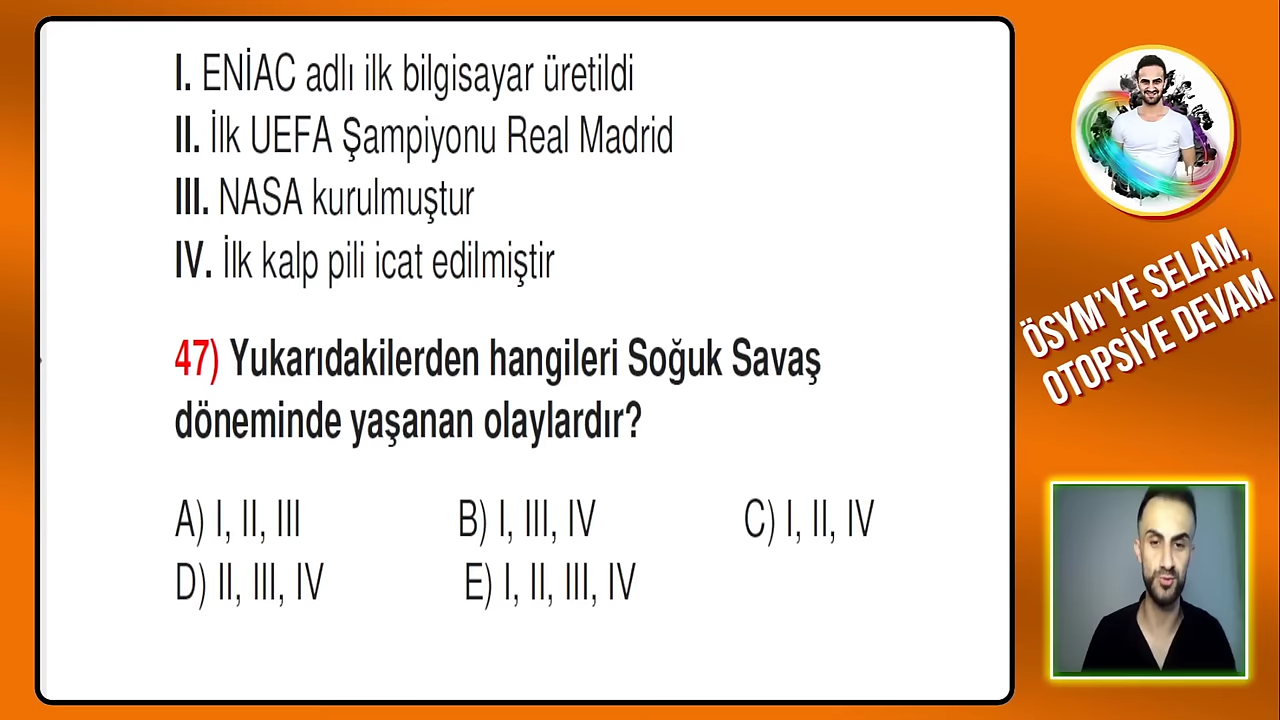 I. ENİAC adlı ilk bilgisayar üretildi
II. İlk UEFA Şampiyonu Real Madrid
III. NASA kurulmuştur
IV. İlk kalp pili icat edilmiştir
47) Yukarıdakilerden hangileri Soğuk Savaş
döneminde yaşanan olaylardır?
A) I, II, III B) I, III, IV C) I, II, IV
D) II, III, IV E) I, II, III, IV
ÖSYM'YE SELAM,
OTOPSİYE DEVAM